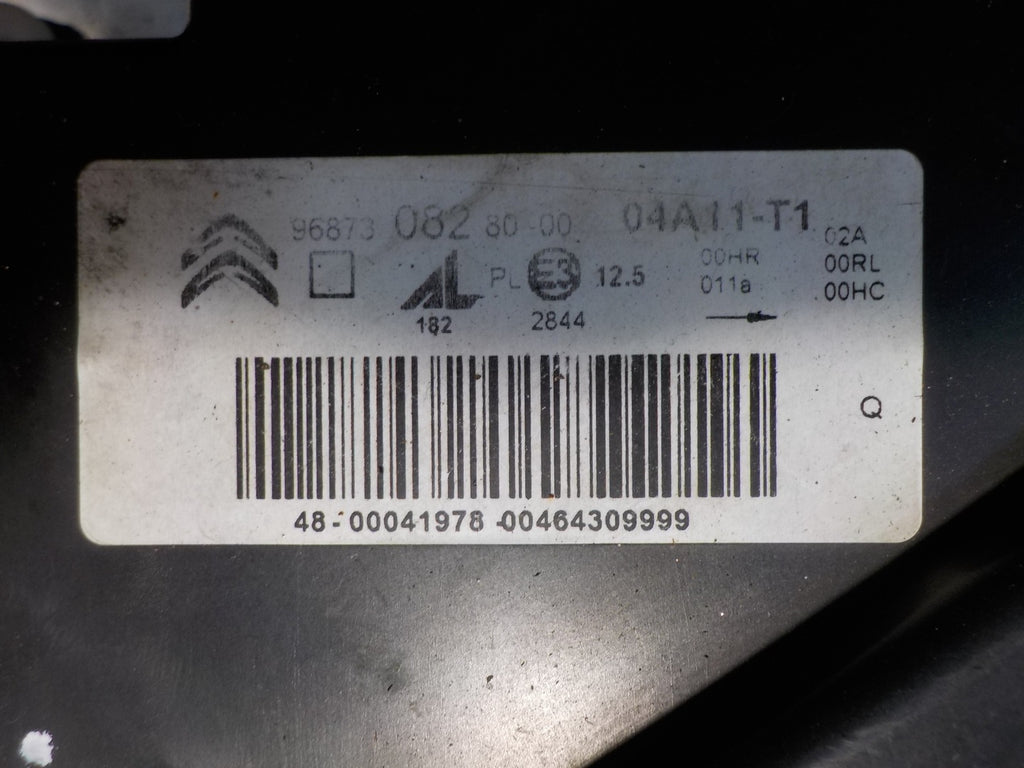 96873 082 80-00 04A11-T1 02A
AL PL E3 12.5 00HR 00RL
011a .00HC
182 2844
Q
48-00041978-00464309999